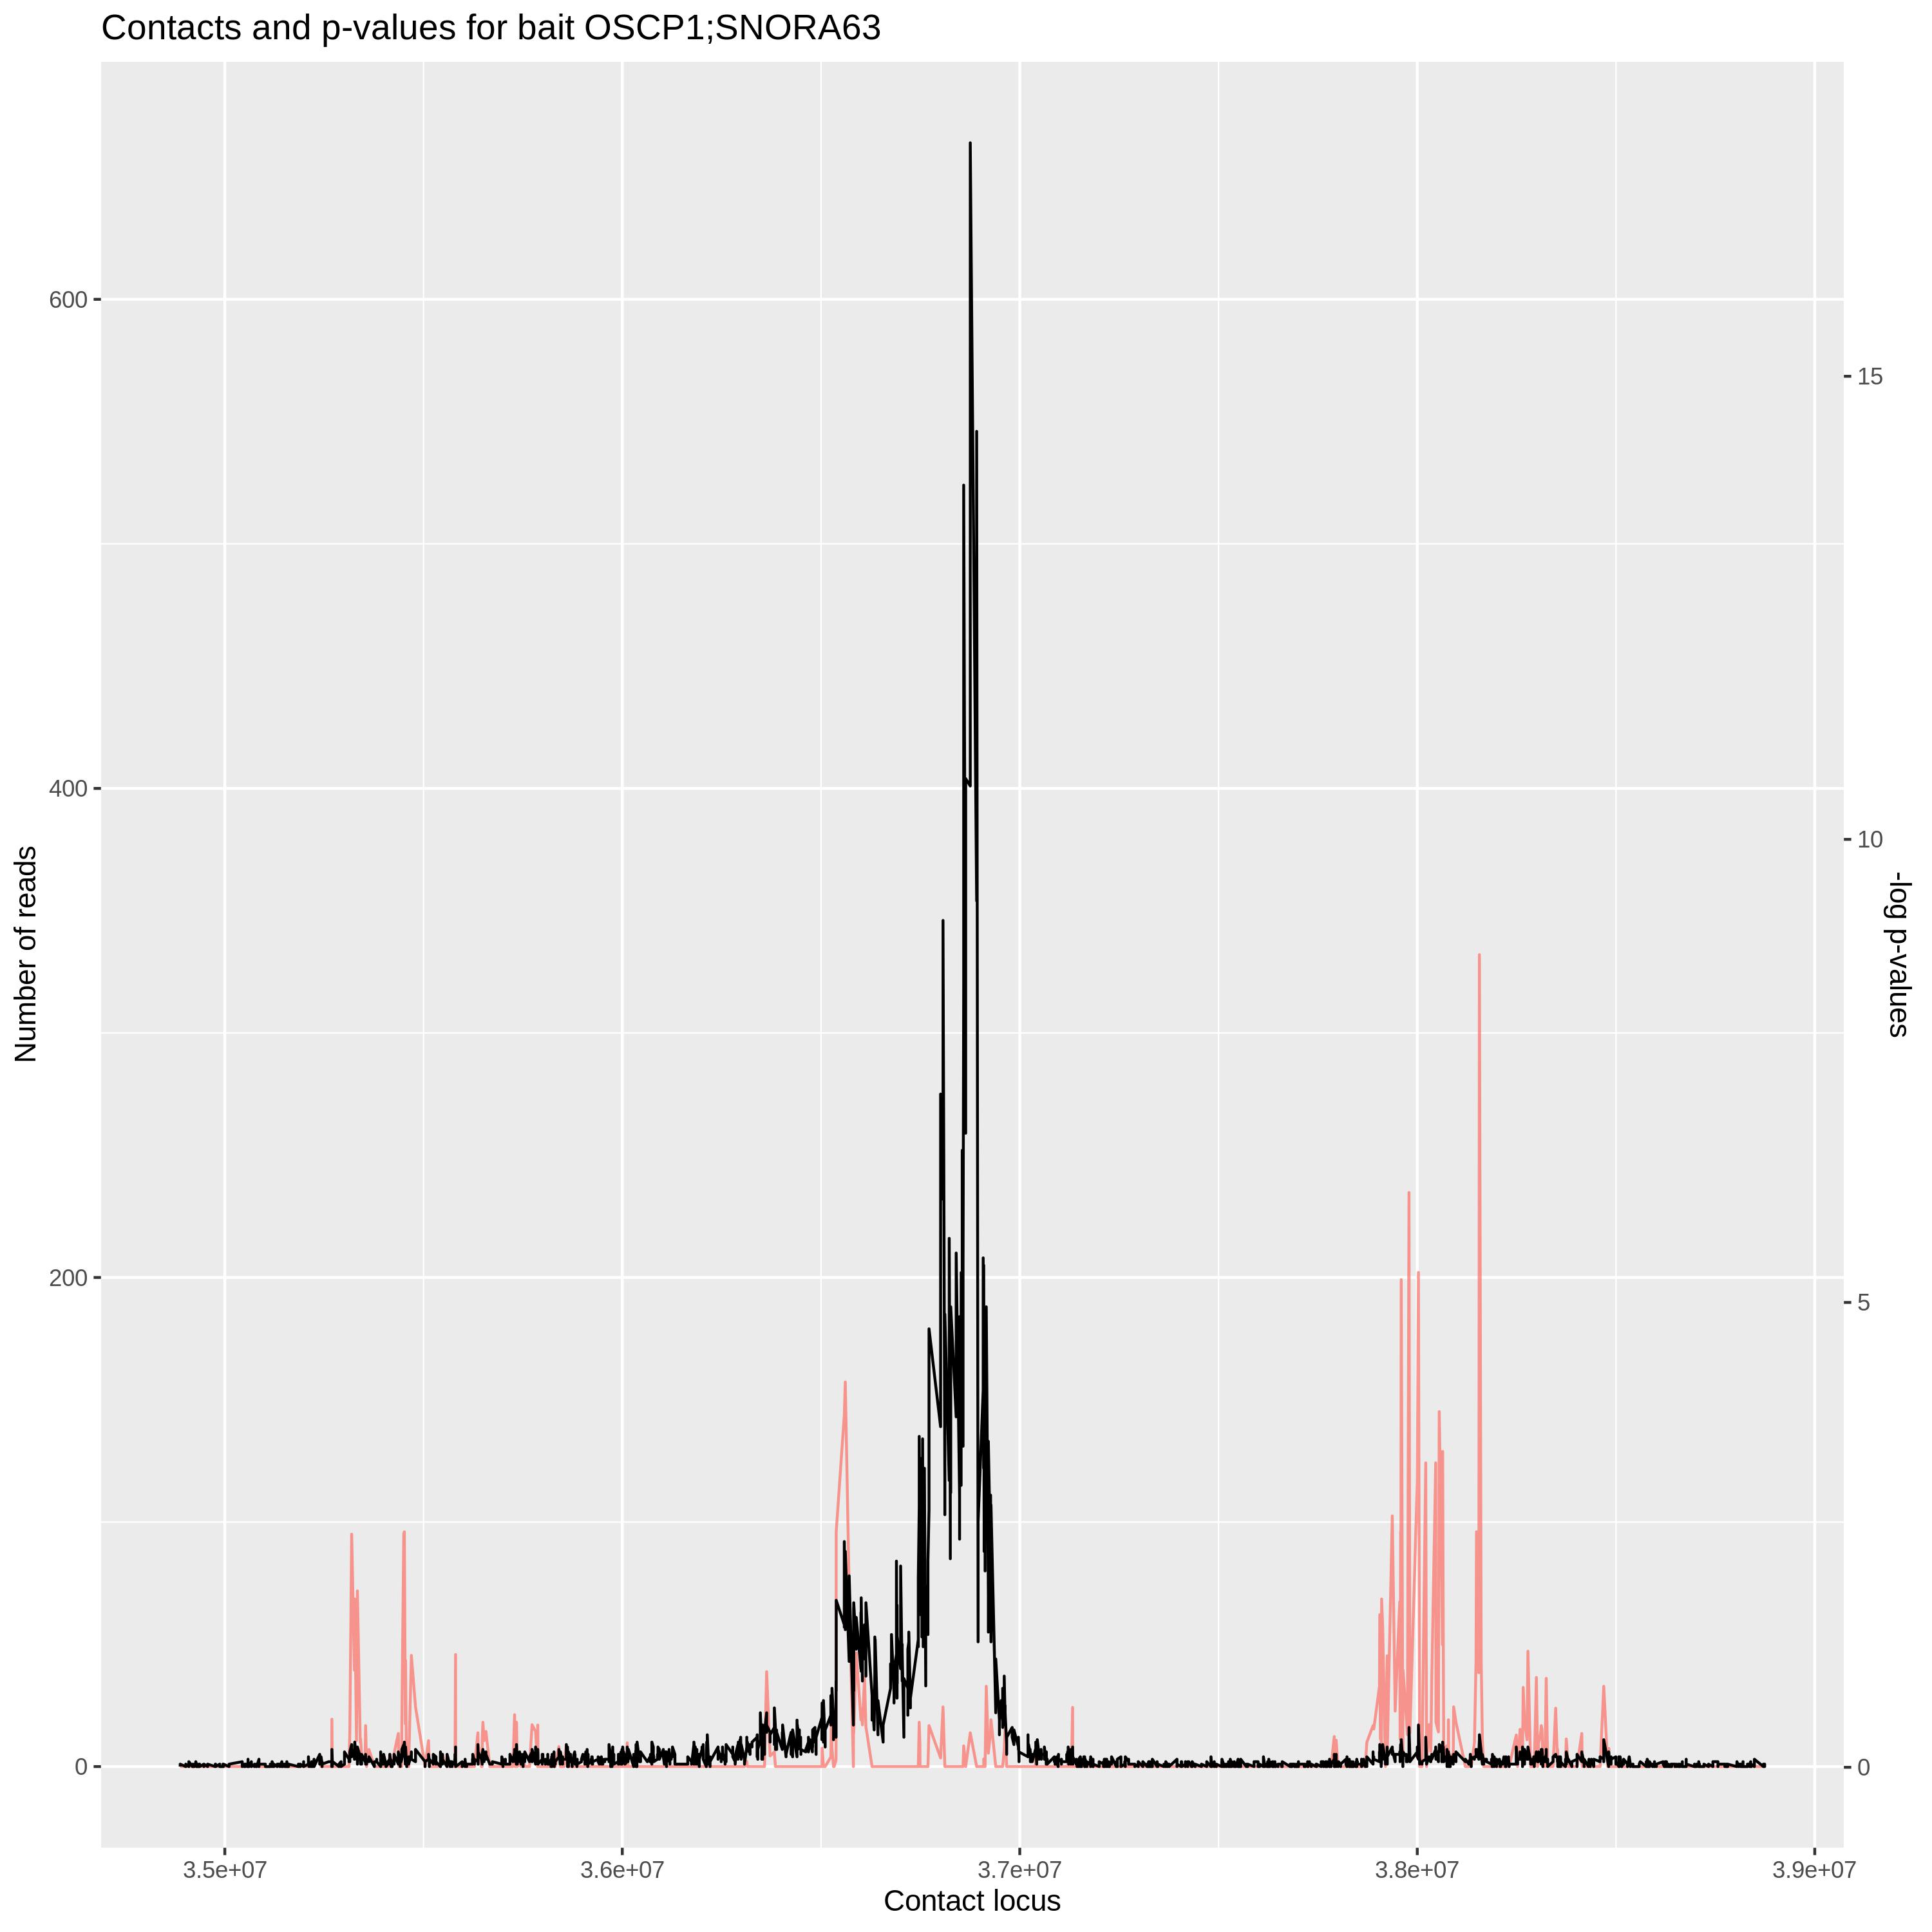 Contacts and p-values for bait OSCP1;SNORA63
600
400
200
0
15
10
5
0
Number of reads
-log p-values
3.5e+07
3.6e+07
3.7e+07
3.8e+07
3.9e+07
Contact locus